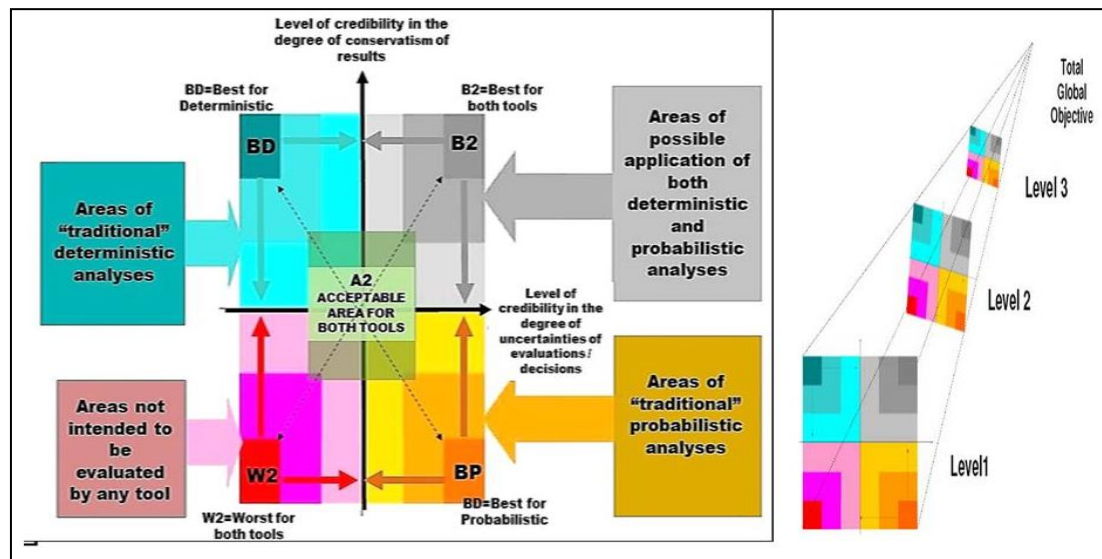 Level of credibility in the
degree of conservatism of
results
BD=Best for
Deterministic
B2=Best for
both tools
BD
B2
Areas of
“traditional”
deterministic
analyses
Areas of
possible
application of
both
deterministic
and
probabilistic
analyses
A2
ACCEPTABLE
AREA FOR
BOTH TOOLS
Level of
credibility in the
degree of
uncertainties of
evaluations/
decisions
Areas not
intended to
be
evaluated
by any tool
Areas of
“traditional”
probabilistic
analyses
W2
BP
W2=Worst for
both tools
BD=Best for
Probabilistic
Total
Global
Objective
Level 3
Level 2
Level1